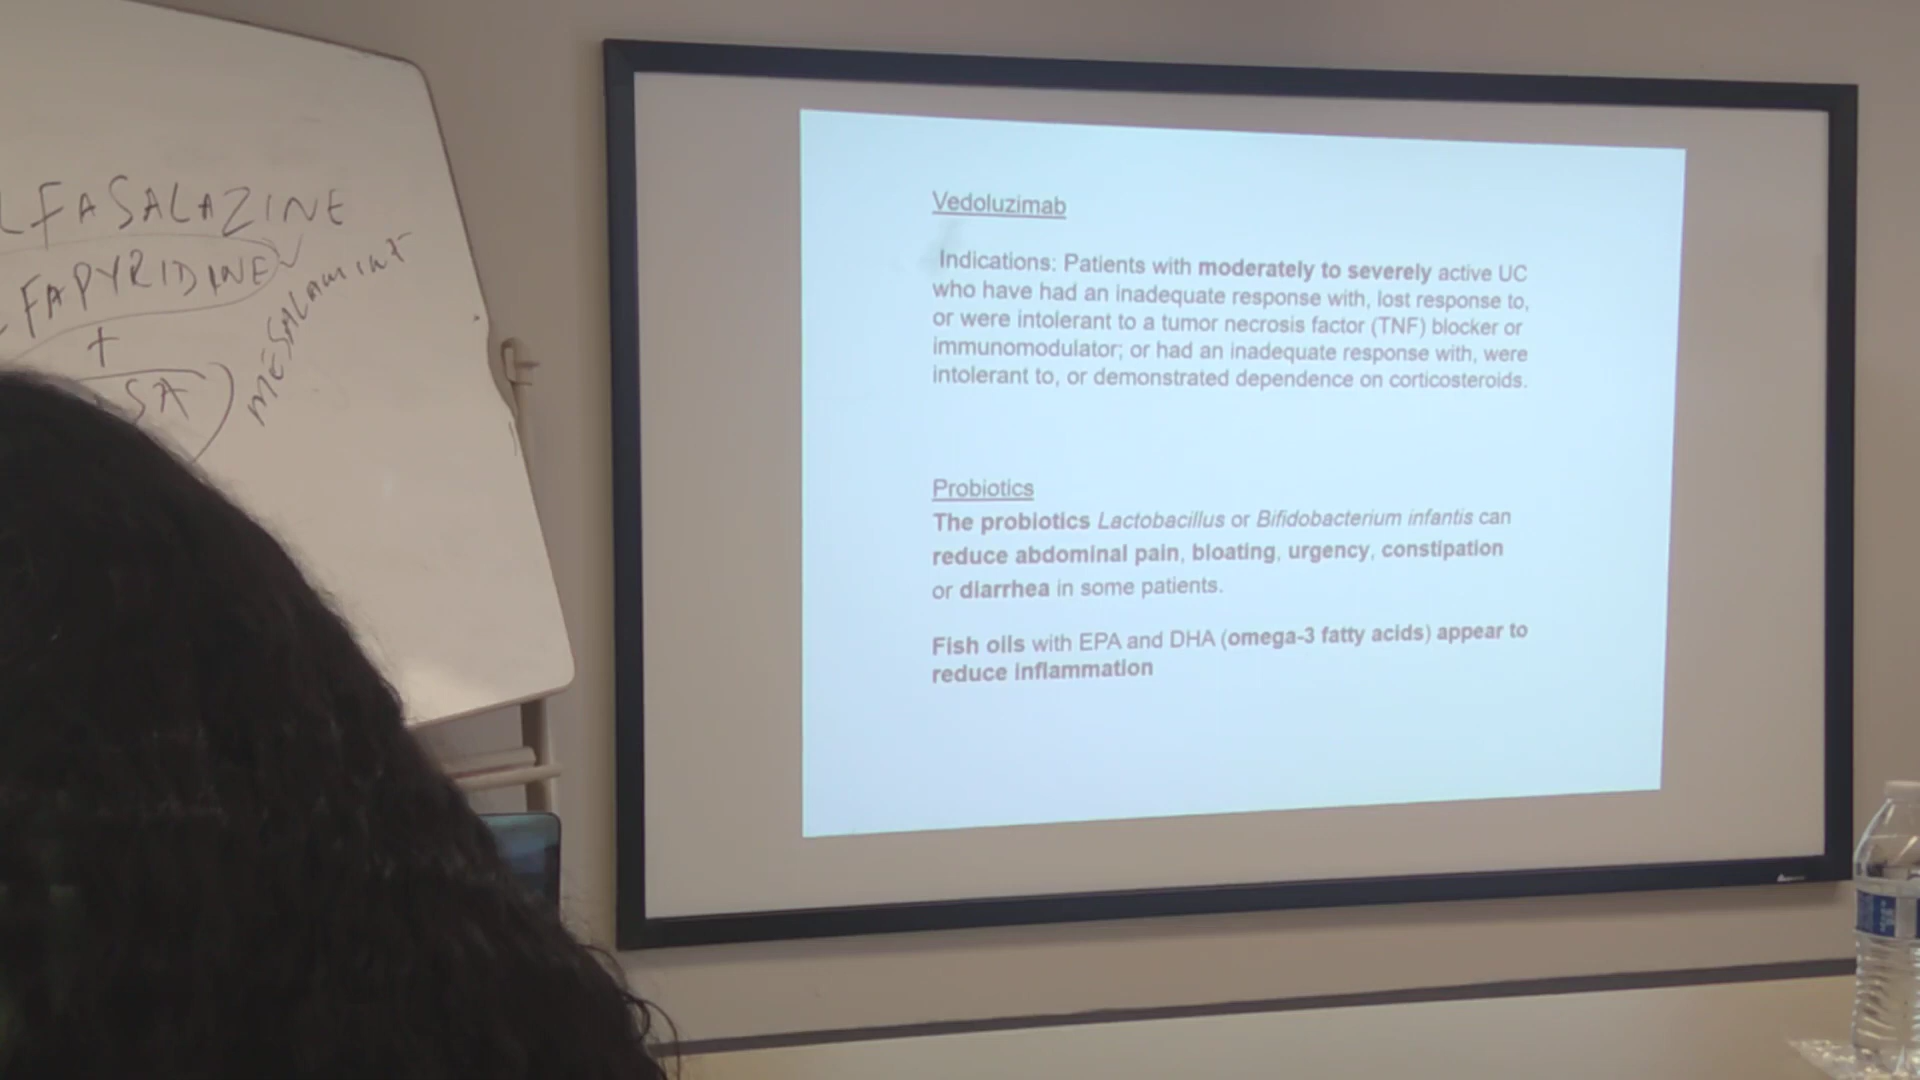 LFASALAZINE
FAPYRIDINE
+
SA
MESALAMINE
Vedoluzimab
Indications: Patients with moderately to severely active UC
who have had an inadequate response with, lost response to,
or were intolerant to a tumor necrosis factor (TNF) blocker or
immunomodulator; or had an inadequate response with, were
intolerant to, or demonstrated dependence on corticosteroids.
Probiotics
The probiotics Lactobacillus or Bifidobacterium infantis can
reduce abdominal pain, bloating, urgency, constipation
or diarrhea in some patients.
Fish oils with EPA and DHA (omega-3 fatty acids) appear to
reduce inflammation